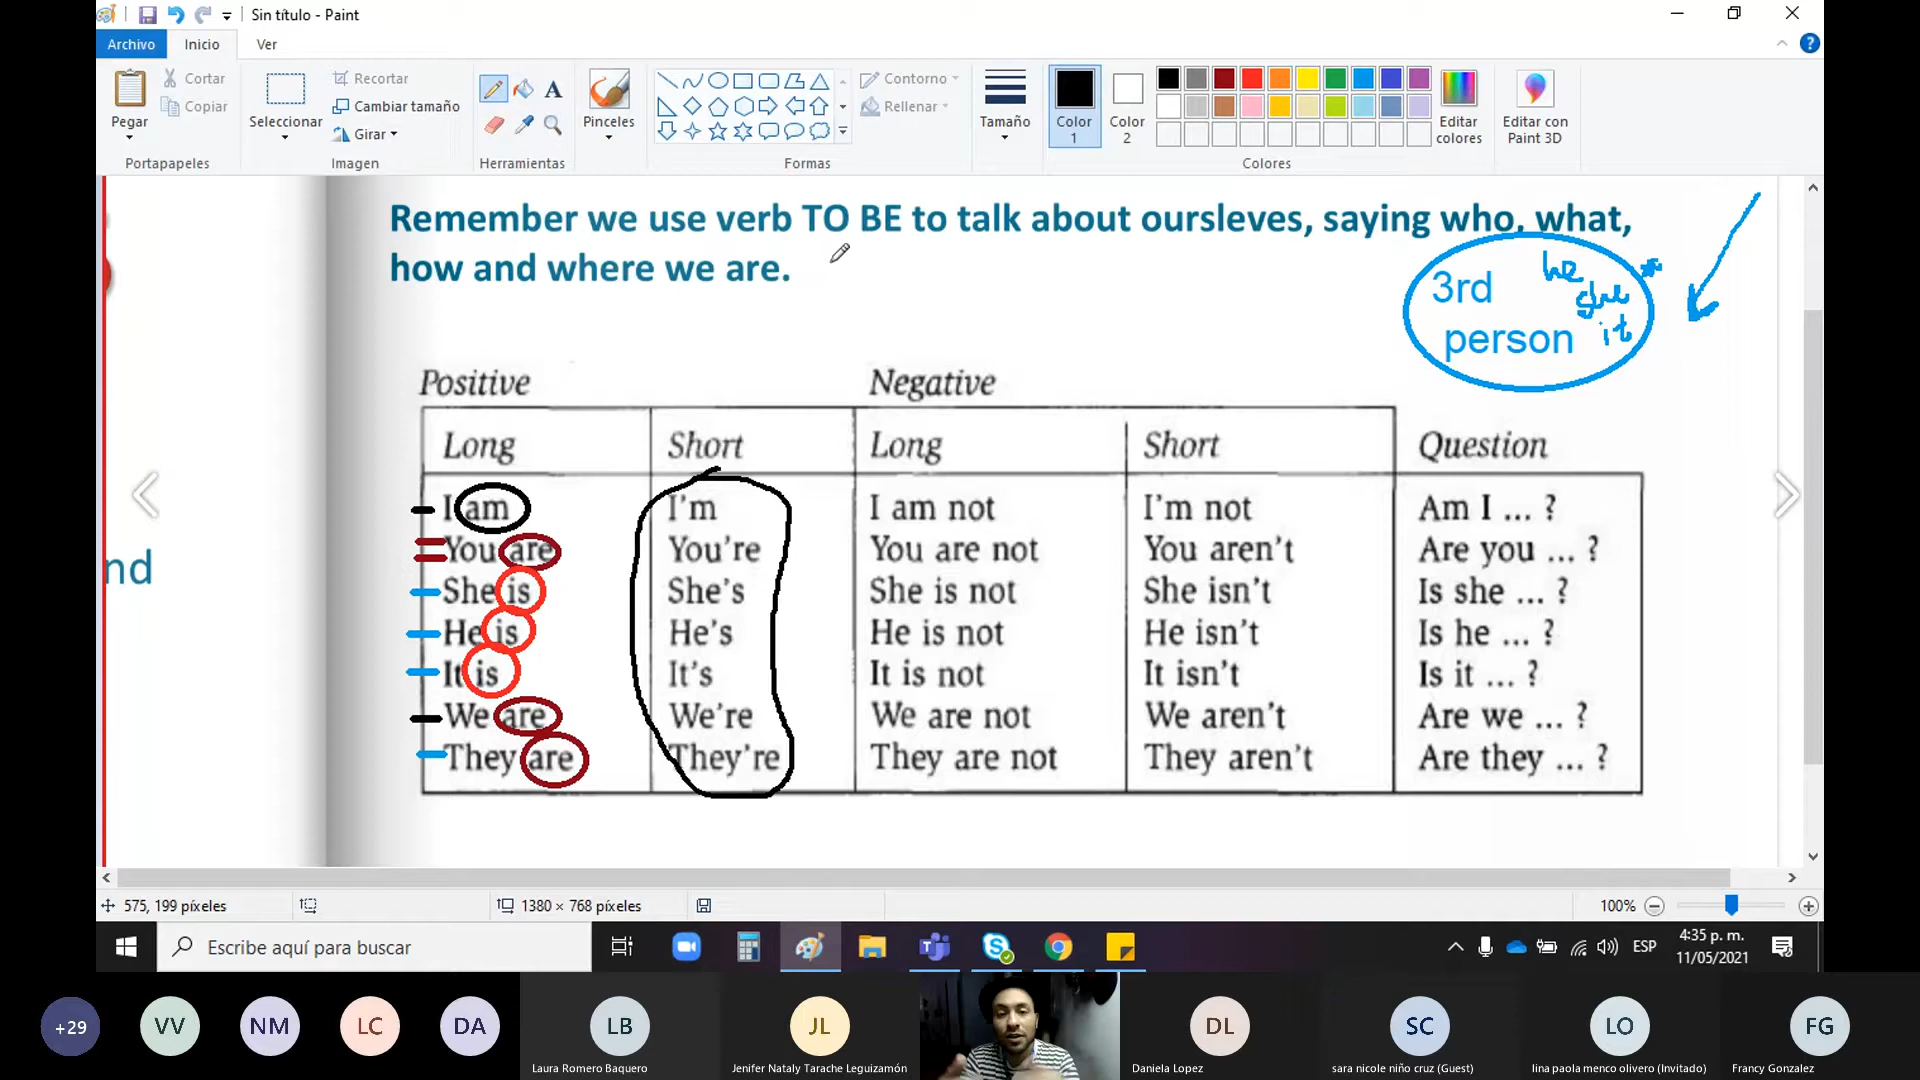 Sin título - Paint
Archivo Inicio Ver
Pegar
Cortar
Copiar
Portapapeles
Seleccionar
Recortar
Cambiar tamaño
Girar
Imagen
A
Herramientas
Pinceles
Formas
Contorno
Rellenar
Tamaño
Color 1
Color 2
Editar colores
Colores
Editar con Paint 3D
Remember we use verb TO BE to talk about oursleves, saying who, what,
how and where we are.
3rd he
she
person it
nd
Positive Negative
Long Short Long Short Question
I am I'm I am not I'm not Am I ... ?
You are You're You are not You aren't Are you ... ?
She is She's She is not She isn't Is she ... ?
He is He's He is not He isn't Is he ... ?
It is It's It is not It isn't Is it ... ?
We are We're We are not We aren't Are we ... ?
They are They're They are not They aren't Are they ... ?
575, 199 píxeles
1380 × 768 píxeles
100%
Escribe aquí para buscar
ESP
4:35 p. m.
11/05/2021
+29 VV NM LC DA LB JL DL SC LO FG
Laura Romero Baquero
Jenifer Nataly Tarache Leguizamón
Daniela Lopez
sara nicole niño cruz (Guest)
lina paola menco olivero (Invitado)
Francy Gonzalez